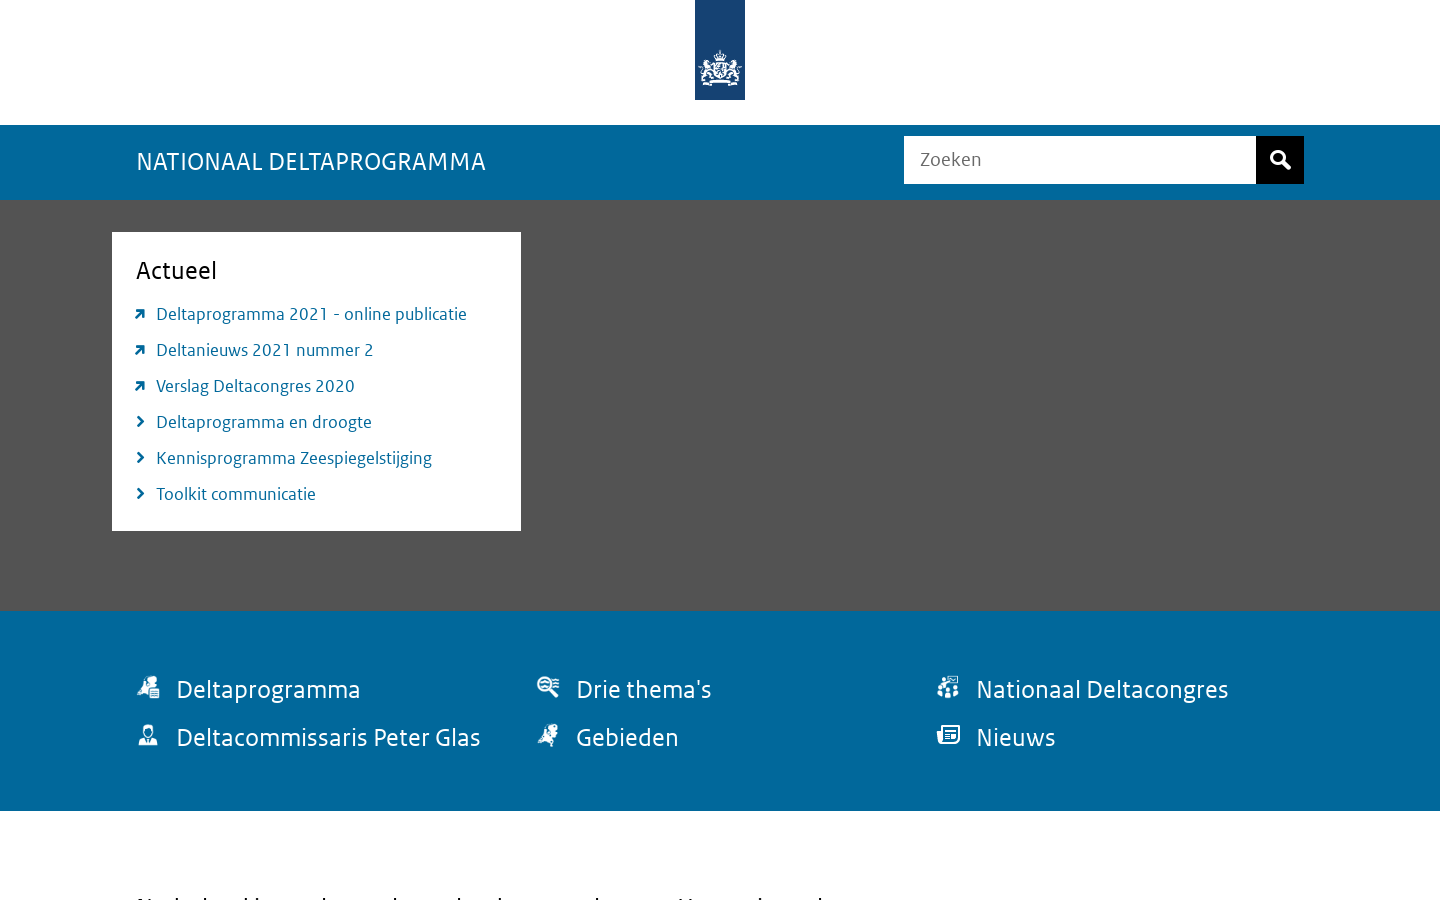 NATIONAAL DELTAPROGRAMMA
Zoeken
Actueel
Deltaprogramma 2021 - online publicatie
Deltanieuws 2021 nummer 2
Verslag Deltacongres 2020
Deltaprogramma en droogte
Kennisprogramma Zeespiegelstijging
Toolkit communicatie
Deltaprogramma
Drie thema's
Nationaal Deltacongres
Deltacommissaris Peter Glas
Gebieden
Nieuws